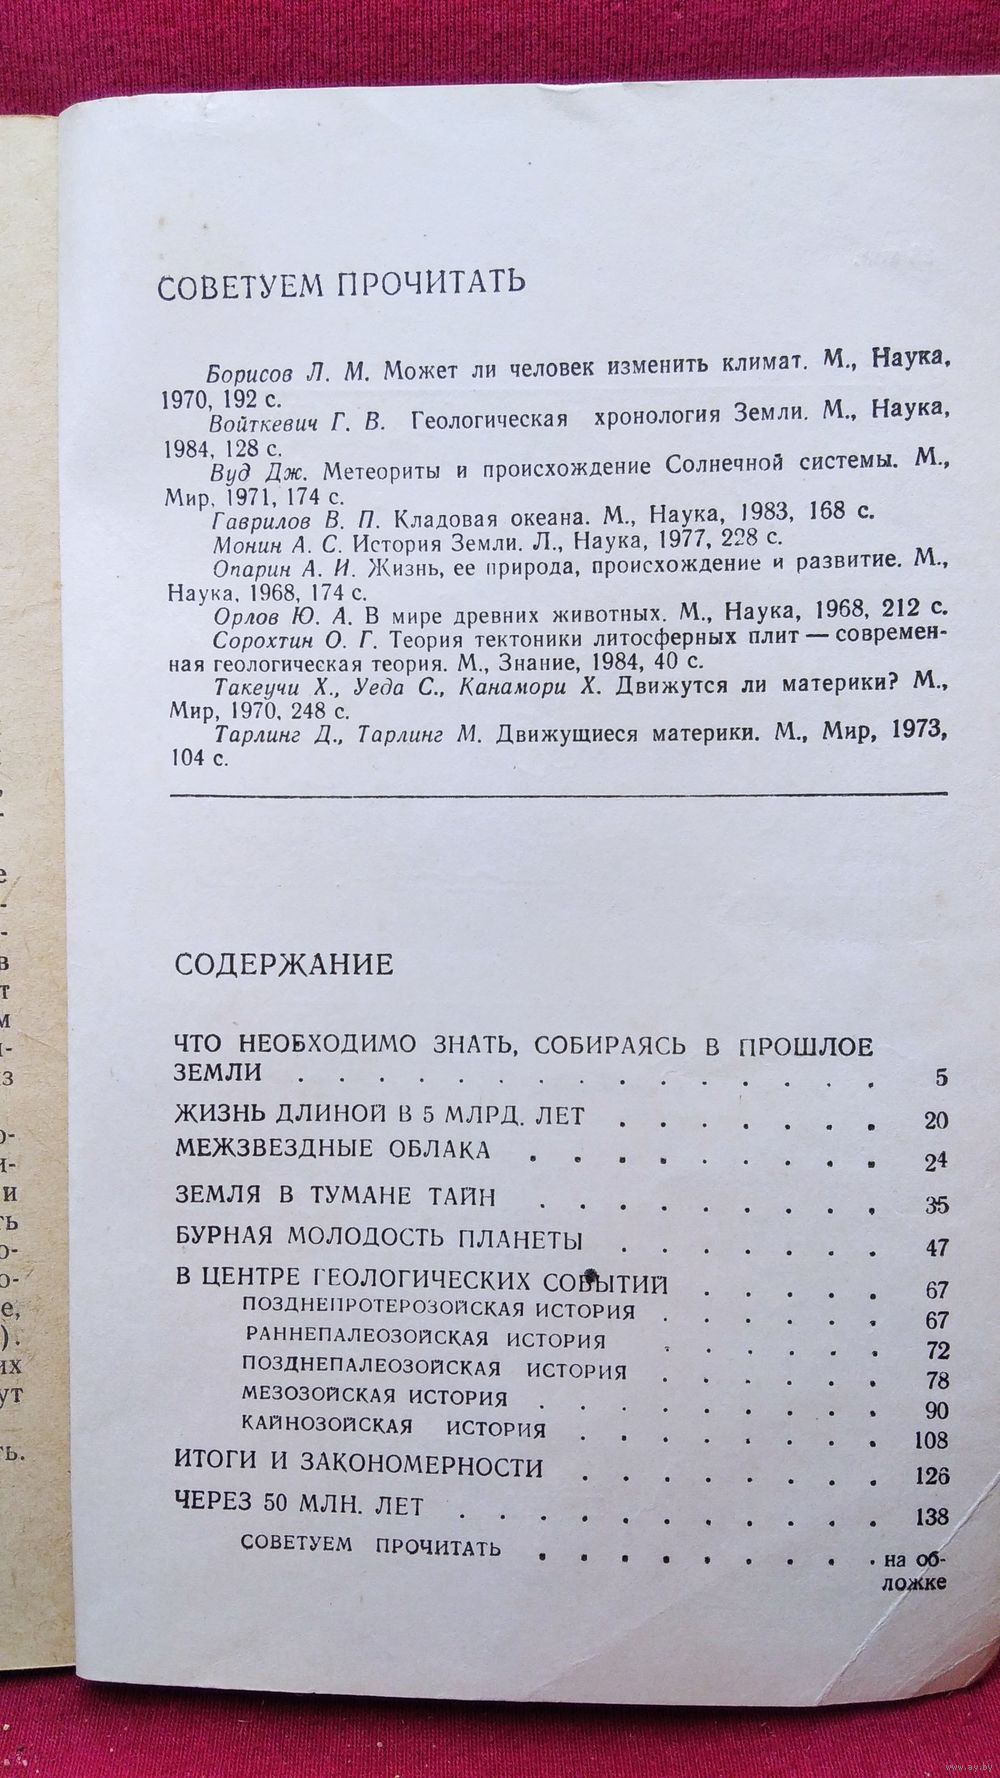 СОВЕТУЕМ ПРОЧИТАТЬ
Борисов Л. М. Может ли человек изменить климат. М., Наука,
1970, 192 с.
Войткевич Г. В. Геологическая хронология Земли. М., Наука,
1984, 128 с.
Вуд Дж. Метеориты и происхождение Солнечной системы. М.,
Мир, 1971, 174 с.
Гаврилов В. П. Кладовая океана. М., Наука, 1983, 168 с.
Монин А. С. История Земли. Л., Наука, 1977, 228 с.
Опарин А. И. Жизнь, ее природа, происхождение и развитие. М.,
Наука, 1968, 174 с.
Орлов Ю. А. В мире древних животных. М., Наука, 1968, 212 с.
Сорохтин О. Г. Теория тектоники литосферных плит — современ-
ная геологическая теория. М., Знание, 1984, 40 с.
Такеучи Х., Уеда С., Канамори Х. Движутся ли материки? М.,
Мир, 1970, 248 с.
Тарлинг Д., Тарлинг М. Движущиеся материки. М., Мир, 1973,
104 с.
СОДЕРЖАНИЕ
ЧТО НЕОБХОДИМО ЗНАТЬ, СОБИРАЯСЬ В ПРОШЛОЕ
ЗЕМЛИ . . . . . . . . . . . . . . . 5
ЖИЗНЬ ДЛИНОЙ В 5 МЛРД. ЛЕТ . . . . . . . 20
МЕЖЗВЕЗДНЫЕ ОБЛАКА . . . . . . . . . 24
ЗЕМЛЯ В ТУМАНЕ ТАЙН . . . . . . . . . 35
БУРНАЯ МОЛОДОСТЬ ПЛАНЕТЫ . . . . . . . 47
В ЦЕНТРЕ ГЕОЛОГИЧЕСКИХ СОБЫТИЙ . . . . . 67
ПОЗДНЕПРОТЕРОЗОЙСКАЯ ИСТОРИЯ . . . . . . 67
РАННЕПАЛЕОЗОЙСКАЯ ИСТОРИЯ . . . . . . 72
ПОЗДНЕПАЛЕОЗОЙСКАЯ ИСТОРИЯ . . . . . . 78
МЕЗОЗОЙСКАЯ ИСТОРИЯ . . . . . . . . . 90
КАЙНОЗОЙСКАЯ ИСТОРИЯ . . . . . . . . 108
ИТОГИ И ЗАКОНОМЕРНОСТИ . . . . . . . . 126
ЧЕРЕЗ 50 МЛН. ЛЕТ . . . . . . . . . . . 138
СОВЕТУЕМ ПРОЧИТАТЬ . . . . . . . . . на об-
ложке
www.ay.by